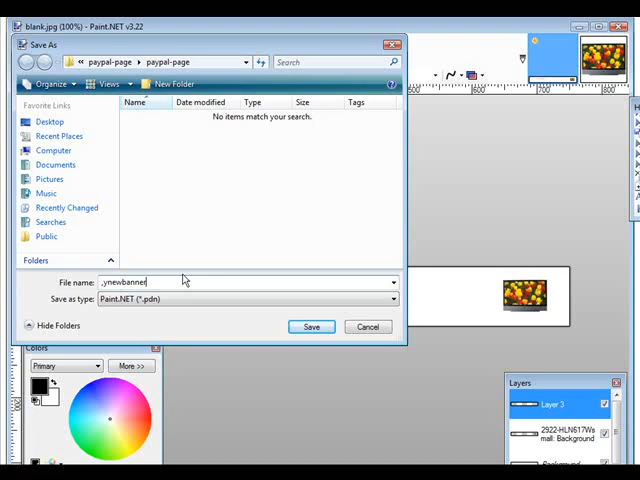 blank.jpg (100%) - Paint.NET v3.22
Save As
« paypal-page ▸ paypal-page
Search
Organize
Views
New Folder
Favorite Links
Name
Date modified
Type
Size
Tags
No items match your search.
Desktop
Recent Places
Computer
Documents
Pictures
Music
Recently Changed
Searches
Public
Folders
File name:
,ynewbanner
Save as type:
Paint.NET (*.pdn)
Hide Folders
Save
Cancel
600
700
800
200
Colors
Primary
More >>
Layers
Layer 3
2922-HLN617Ws
mall: Background
Background